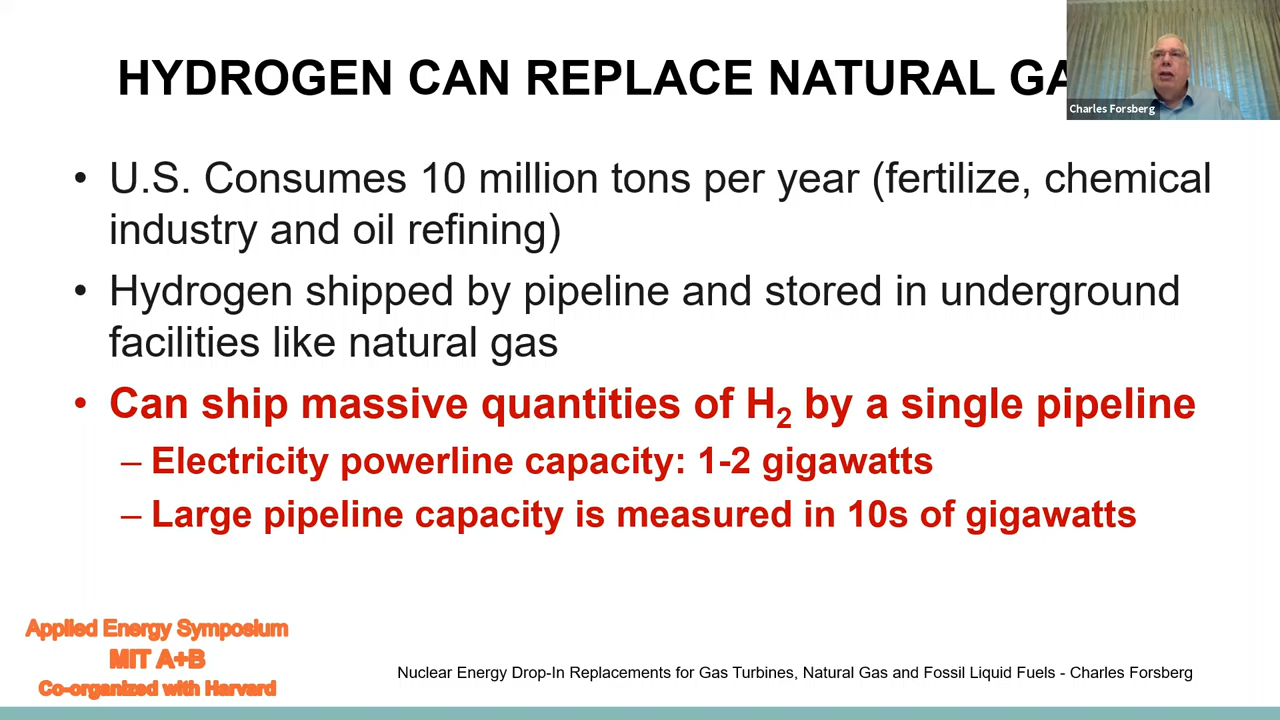 HYDROGEN CAN REPLACE NATURAL
Charles Forsberg
• U.S. Consumes 10 million tons per year (fertilize, chemical
industry and oil refining)
• Hydrogen shipped by pipeline and stored in underground
facilities like natural gas
• Can ship massive quantities of H₂ by a single pipeline
– Electricity powerline capacity: 1-2 gigawatts
– Large pipeline capacity is measured in 10s of gigawatts
Applied Energy Symposium
MIT A+B
Co-organized with Harvard
Nuclear Energy Drop-In Replacements for Gas Turbines, Natural Gas and Fossil Liquid Fuels - Charles Forsberg